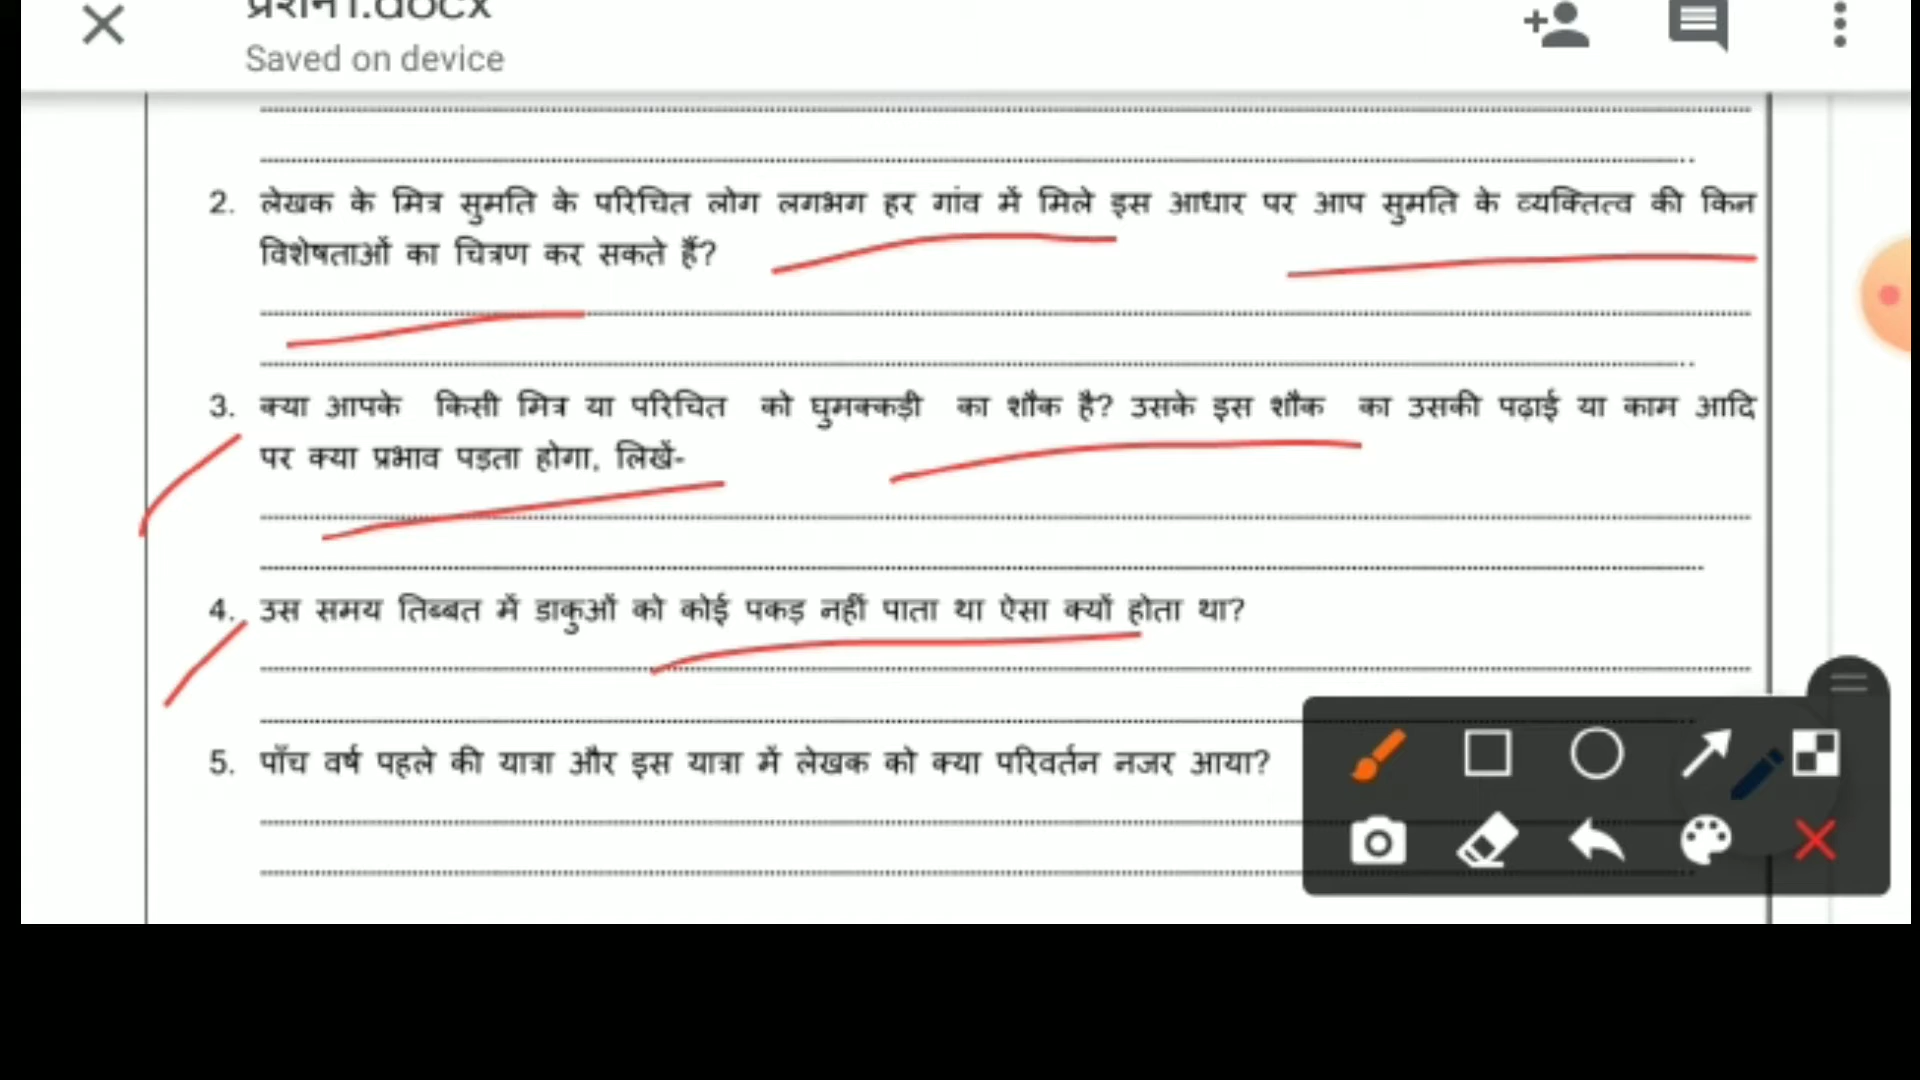 प्रश्न1.docx
Saved on device
2. लेखक के मित्र सुमति के परिचित लोग लगभग हर गांव में मिले इस आधार पर आप सुमति के व्यक्तित्व की किन
विशेषताओं का चित्रण कर सकते हैं?
3. क्या आपके किसी मित्र या परिचित को घुमक्कड़ी का शौक है? उसके इस शौक का उसकी पढ़ाई या काम आदि
पर क्या प्रभाव पड़ता होगा, लिखें-
4. उस समय तिब्बत में डाकुओं को कोई पकड़ नहीं पाता था ऐसा क्यों होता था?
5. पाँच वर्ष पहले की यात्रा और इस यात्रा में लेखक को क्या परिवर्तन नजर आया?